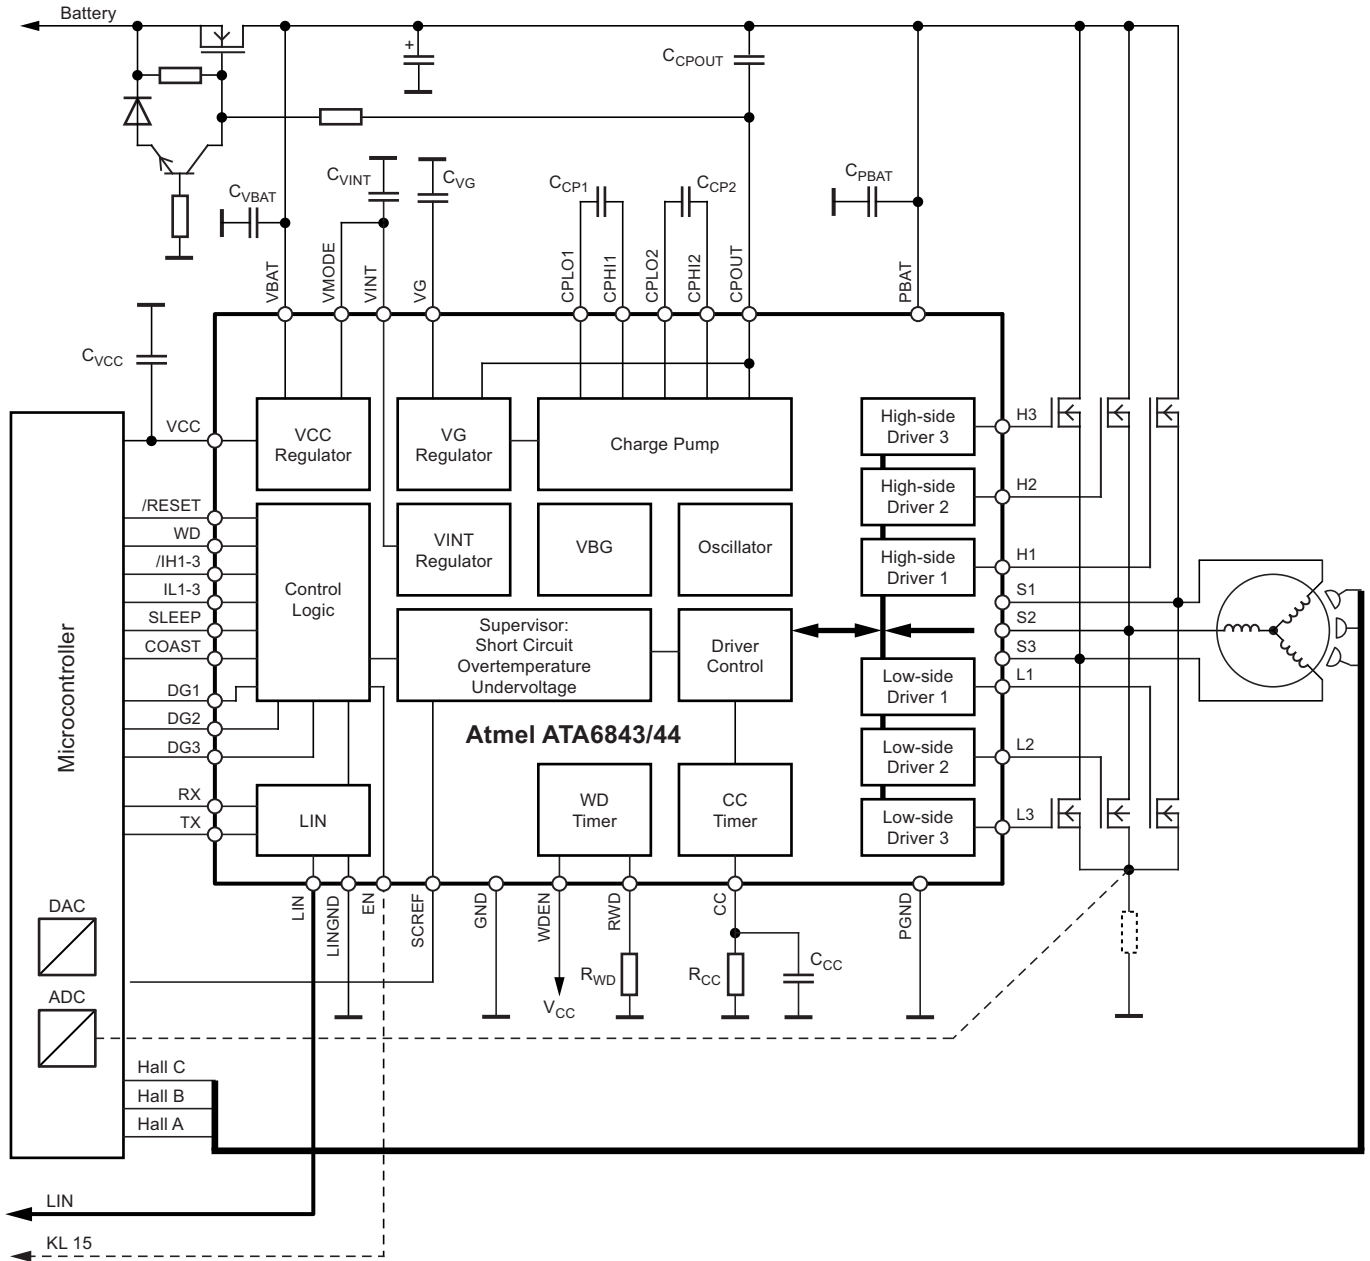 Battery
+
C_CPOUT
C_VBAT
C_VINT
C_VG
C_CP1
C_CP2
C_PBAT
VBAT
VMODE
VINT
VG
CPLO1
CPHI1
CPLO2
CPHI2
CPOUT
PBAT
C_VCC
Microcontroller
VCC
/RESET
WD
/IH1-3
IL1-3
SLEEP
COAST
DG1
DG2
DG3
RX
TX
VCC
Regulator
VG
Regulator
Charge Pump
High-side
Driver 3
High-side
Driver 2
High-side
Driver 1
Control
Logic
VINT
Regulator
VBG
Oscillator
Supervisor:
Short Circuit
Overtemperature
Undervoltage
Driver
Control
Low-side
Driver 1
Low-side
Driver 2
Low-side
Driver 3
Atmel ATA6843/44
LIN
WD
Timer
CC
Timer
H3
H2
H1
S1
S2
S3
L1
L2
L3
LIN
LINGND
EN
SCREF
GND
WDEN
RWD
CC
PGND
V_CC
R_WD
R_CC
C_CC
DAC
ADC
Hall C
Hall B
Hall A
LIN
KL 15